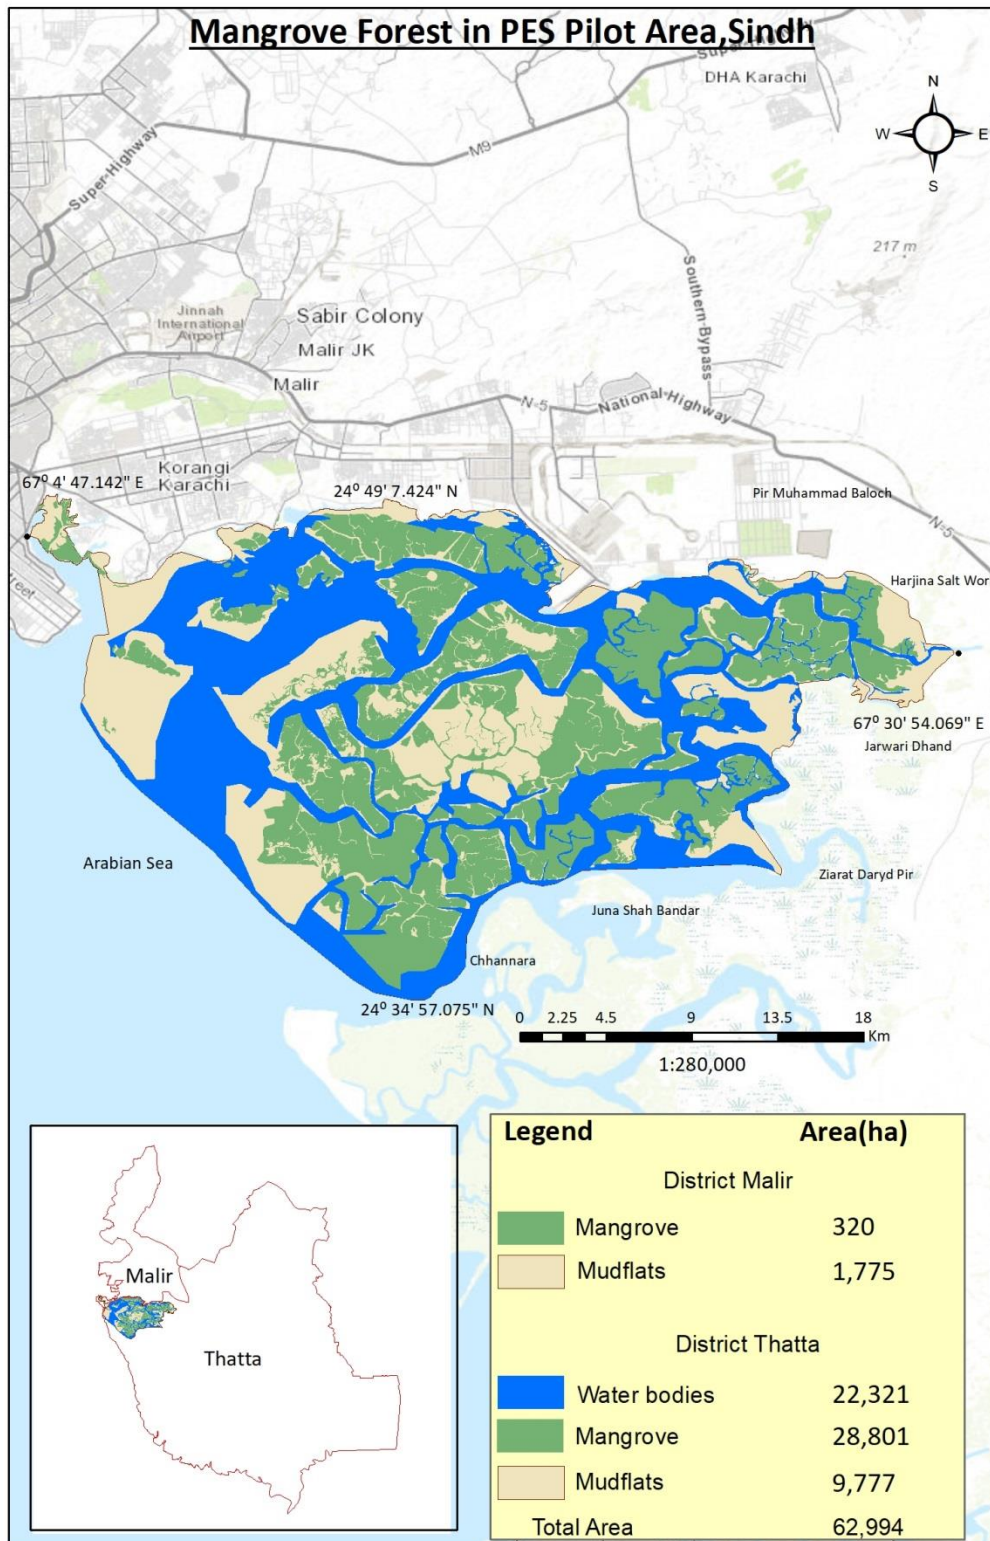 Mangrove Forest in PES Pilot Area,Sindh
Super-Highway
DHA Karachi
N
W E
S
M9
Super-Highway
217 m
Southern-Bypass
Jinnah
International
Airport
Sabir Colony
Malir JK
Malir
N-5
National-Highway
Korangi
Karachi
67⁰ 4' 47.142" E
24⁰ 49' 7.424" N
Pir Muhammad Baloch
N-5
Harjina Salt Wor
67⁰ 30' 54.069" E
Jarwari Dhand
Arabian Sea
Ziarat Daryd Pir
Juna Shah Bandar
Chhannara
24⁰ 34' 57.075" N
0 2.25 4.5 9 13.5 18
Km
1:280,000
Legend Area(ha)
District Malir
Mangrove 320
Mudflats 1,775
District Thatta
Water bodies 22,321
Mangrove 28,801
Mudflats 9,777
Total Area 62,994
Malir
Thatta